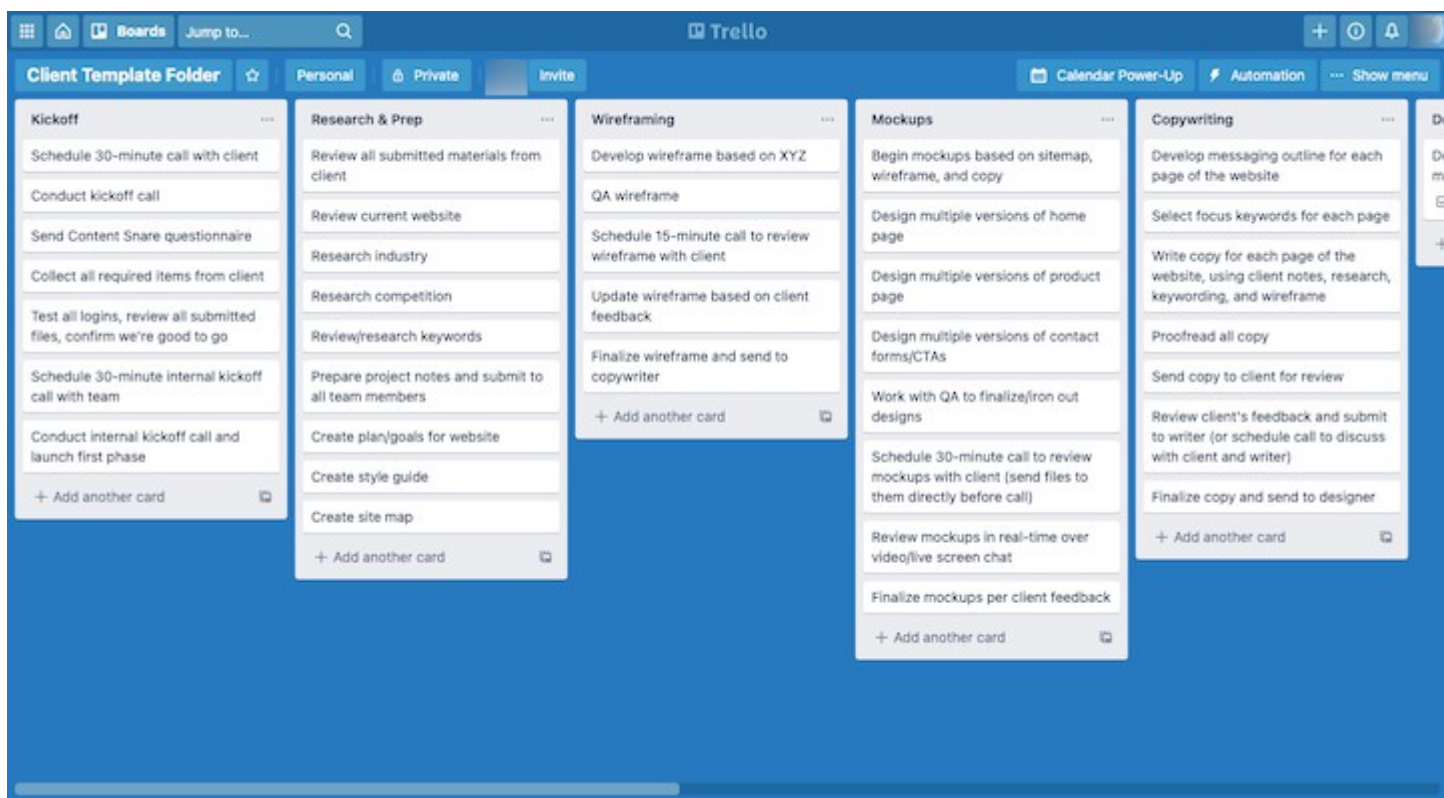 Boards
Jump to...
Trello
Client Template Folder
Personal
Private
Invite
Calendar Power-Up
Automation
... Show menu
Kickoff
Schedule 30-minute call with client
Conduct kickoff call
Send Content Snare questionnaire
Collect all required items from client
Test all logins, review all submitted
files, confirm we're good to go
Schedule 30-minute internal kickoff
call with team
Conduct internal kickoff call and
launch first phase
+ Add another card
Research & Prep
Review all submitted materials from
client
Review current website
Research industry
Research competition
Review/research keywords
Prepare project notes and submit to
all team members
Create plan/goals for website
Create style guide
Create site map
+ Add another card
Wireframing
Develop wireframe based on XYZ
QA wireframe
Schedule 15-minute call to review
wireframe with client
Update wireframe based on client
feedback
Finalize wireframe and send to
copywriter
+ Add another card
Mockups
Begin mockups based on sitemap,
wireframe, and copy
Design multiple versions of home
page
Design multiple versions of product
page
Design multiple versions of contact
forms/CTAs
Work with QA to finalize/iron out
designs
Schedule 30-minute call to review
mockups with client (send files to
them directly before call)
Review mockups in real-time over
video/live screen chat
Finalize mockups per client feedback
+ Add another card
Copywriting
Develop messaging outline for each
page of the website
Select focus keywords for each page
Write copy for each page of the
website, using client notes, research,
keywording, and wireframe
Proofread all copy
Send copy to client for review
Review client's feedback and submit
to writer (or schedule call to discuss
with client and writer)
Finalize copy and send to designer
+ Add another card